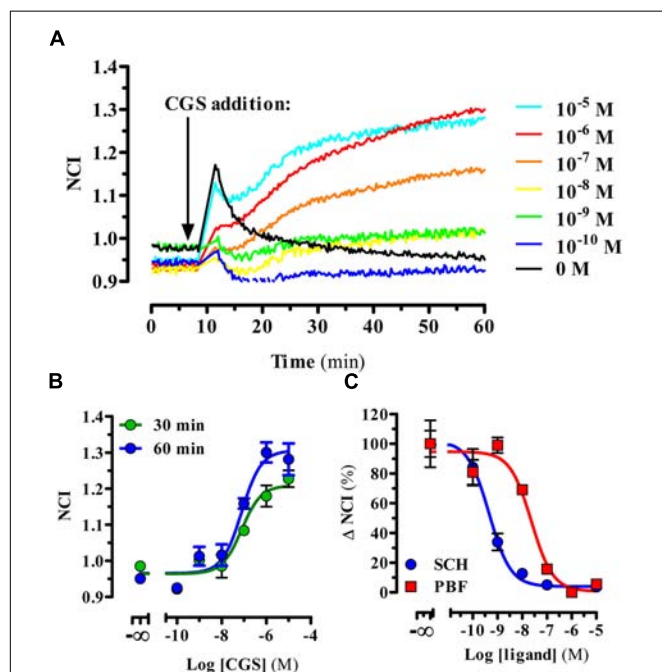 A
CGS addition:
NCI
1.4
1.3
1.2
1.1
1.0
0.9
0 10 20 30 40 50 60
Time (min)
10⁻⁵ M
10⁻⁶ M
10⁻⁷ M
10⁻⁸ M
10⁻⁹ M
10⁻¹⁰ M
0 M
B
30 min
60 min
NCI
1.4
1.3
1.2
1.1
1.0
0.9
-∞ -10 -8 -6 -4
Log [CGS] (M)
C
Δ NCI (%)
120
100
80
60
40
20
0
SCH
PBF
-∞ -10 -9 -8 -7 -6 -5
Log [ligand] (M)